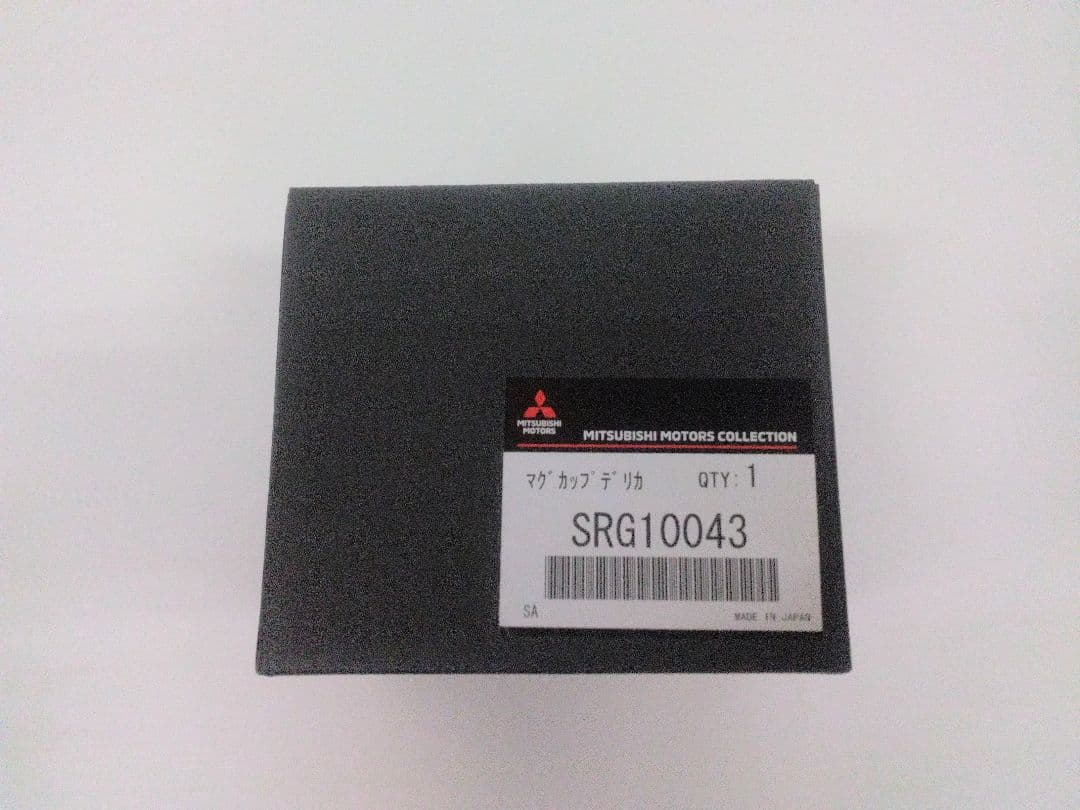 MITSUBISHI
MOTORS
MITSUBISHI MOTORS COLLECTION
ﾏｸﾞｶｯﾌﾟﾃﾞﾘｶ QTY: 1
SRG10043
SA MADE IN JAPAN